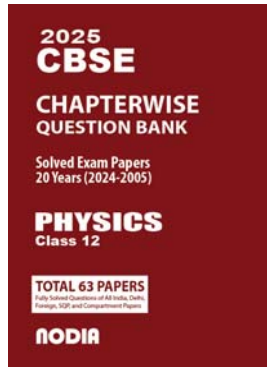 2025
CBSE
CHAPTERWISE
QUESTION BANK
Solved Exam Papers
20 Years (2024-2005)
PHYSICS
Class 12
TOTAL 63 PAPERS
Fully Solved Questions of All India, Delhi,
Foreign, SQP, and Compartment Papers
NODIA